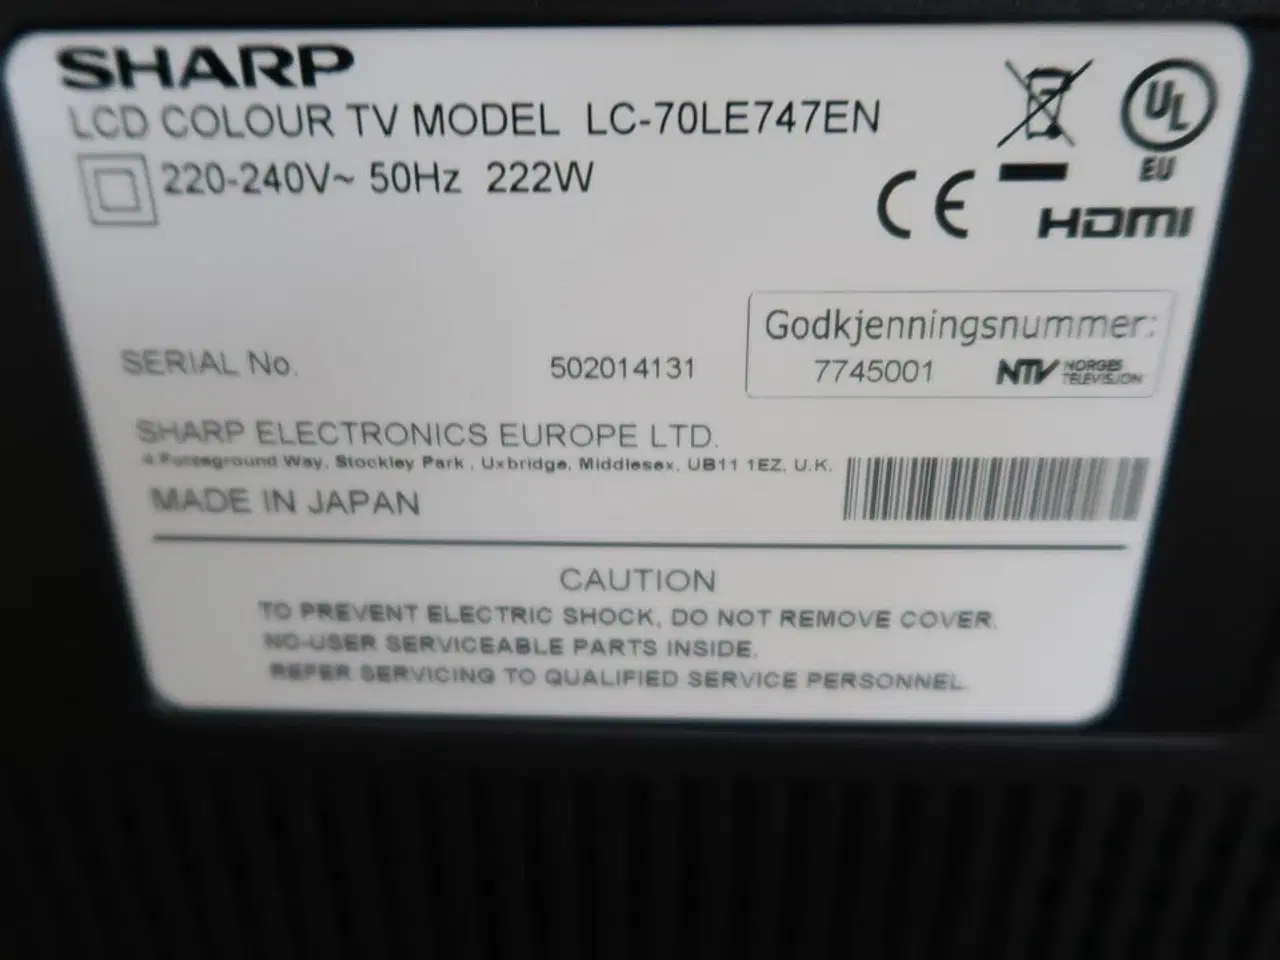 SHARP
LCD COLOUR TV MODEL LC-70LE747EN
220-240V~ 50Hz 222W
UL
EU
CE
HDMI
Godkjenningsnummer:
7745001 NTV NORGES TELEVISJON
SERIAL No. 502014131
SHARP ELECTRONICS EUROPE LTD.
4 Furzeground Way, Stockley Park, Uxbridge, Middlesex, UB11 1EZ, U.K.
MADE IN JAPAN
CAUTION
TO PREVENT ELECTRIC SHOCK, DO NOT REMOVE COVER.
NO-USER SERVICEABLE PARTS INSIDE.
REFER SERVICING TO QUALIFIED SERVICE PERSONNEL.